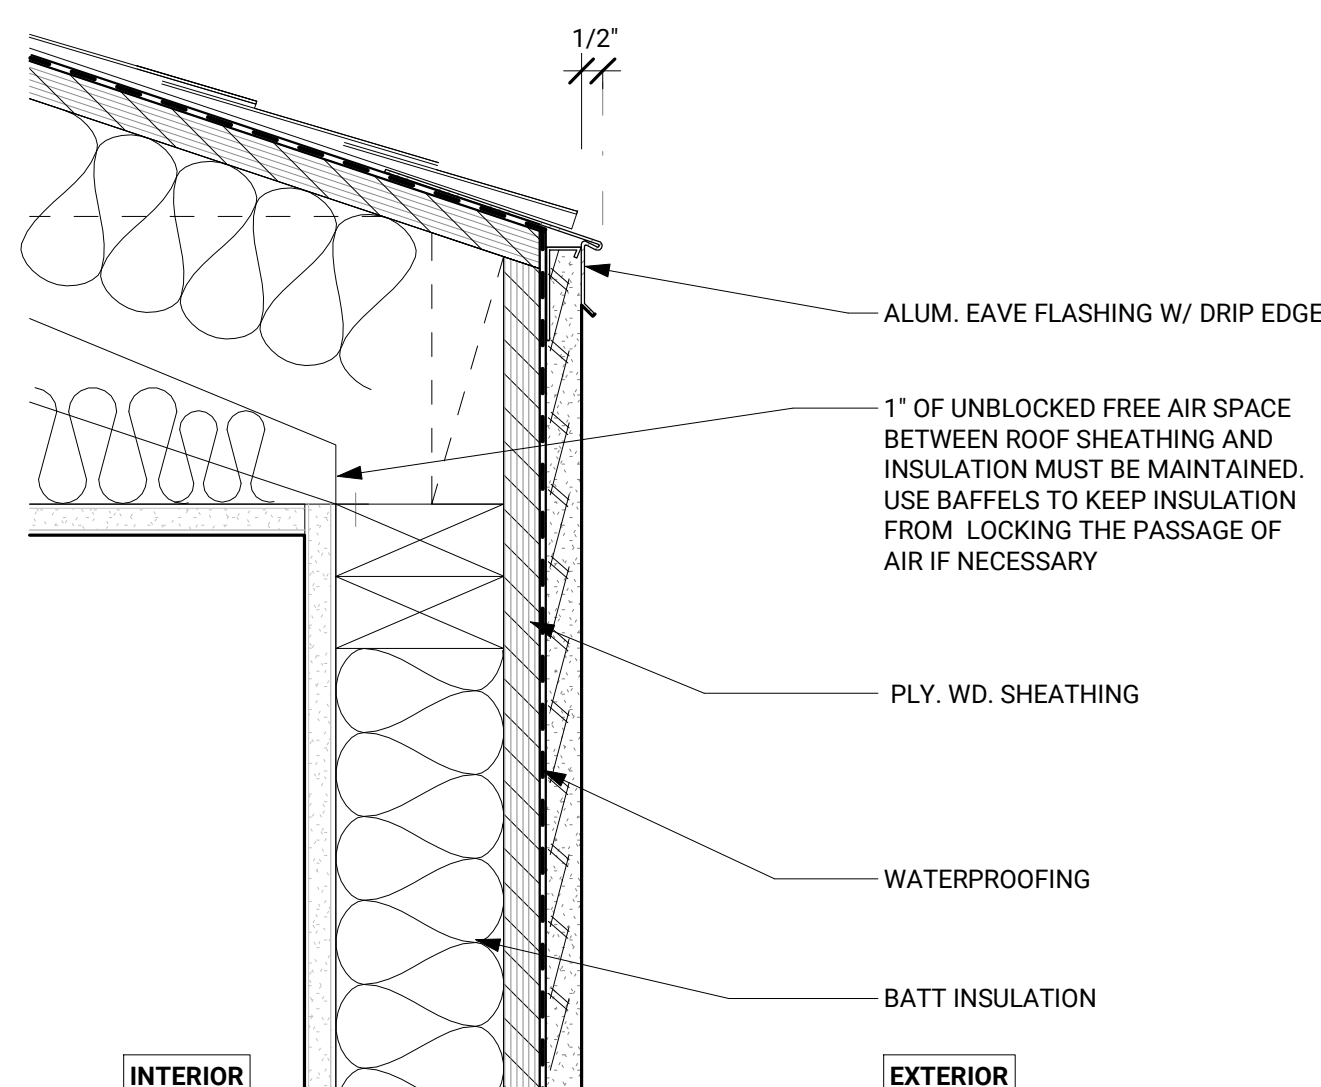 1/2"
ALUM. EAVE FLASHING W/ DRIP EDGE
1" OF UNBLOCKED FREE AIR SPACE
BETWEEN ROOF SHEATHING AND
INSULATION MUST BE MAINTAINED.
USE BAFFELS TO KEEP INSULATION
FROM LOCKING THE PASSAGE OF
AIR IF NECESSARY
PLY. WD. SHEATHING
WATERPROOFING
BATT INSULATION
INTERIOR
EXTERIOR